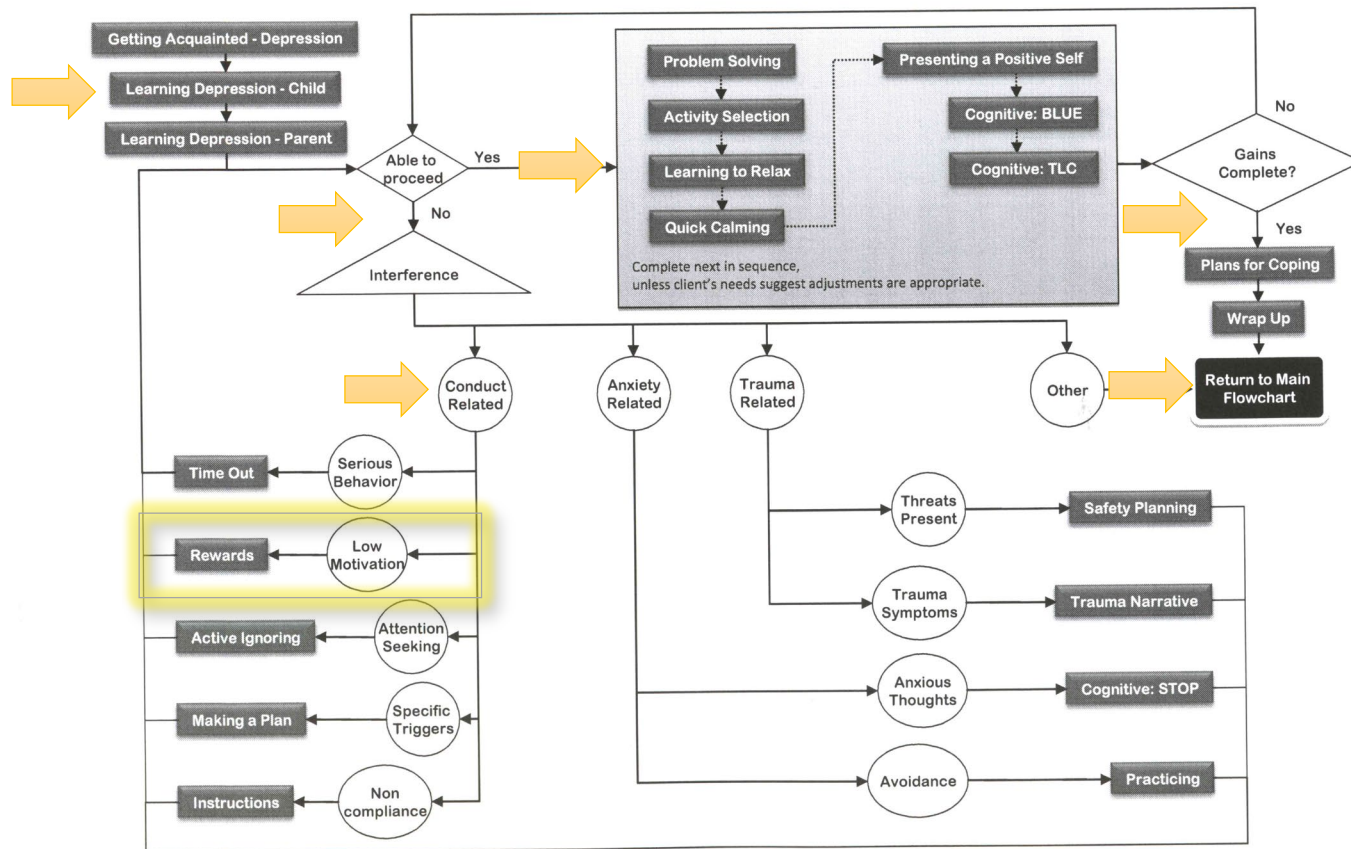 Getting Acquainted - Depression
Learning Depression - Child
Learning Depression - Parent
Able to
proceed
Yes
No
Interference
Problem Solving
Activity Selection
Learning to Relax
Quick Calming
Presenting a Positive Self
Cognitive: BLUE
Cognitive: TLC
Complete next in sequence,
unless client's needs suggest adjustments are appropriate.
No
Gains
Complete?
Yes
Plans for Coping
Wrap Up
Return to Main
Flowchart
Conduct
Related
Anxiety
Related
Trauma
Related
Other
Time Out
Serious
Behavior
Rewards
Low
Motivation
Active Ignoring
Attention
Seeking
Making a Plan
Specific
Triggers
Instructions
Non
compliance
Threats
Present
Safety Planning
Trauma
Symptoms
Trauma Narrative
Anxious
Thoughts
Cognitive: STOP
Avoidance
Practicing